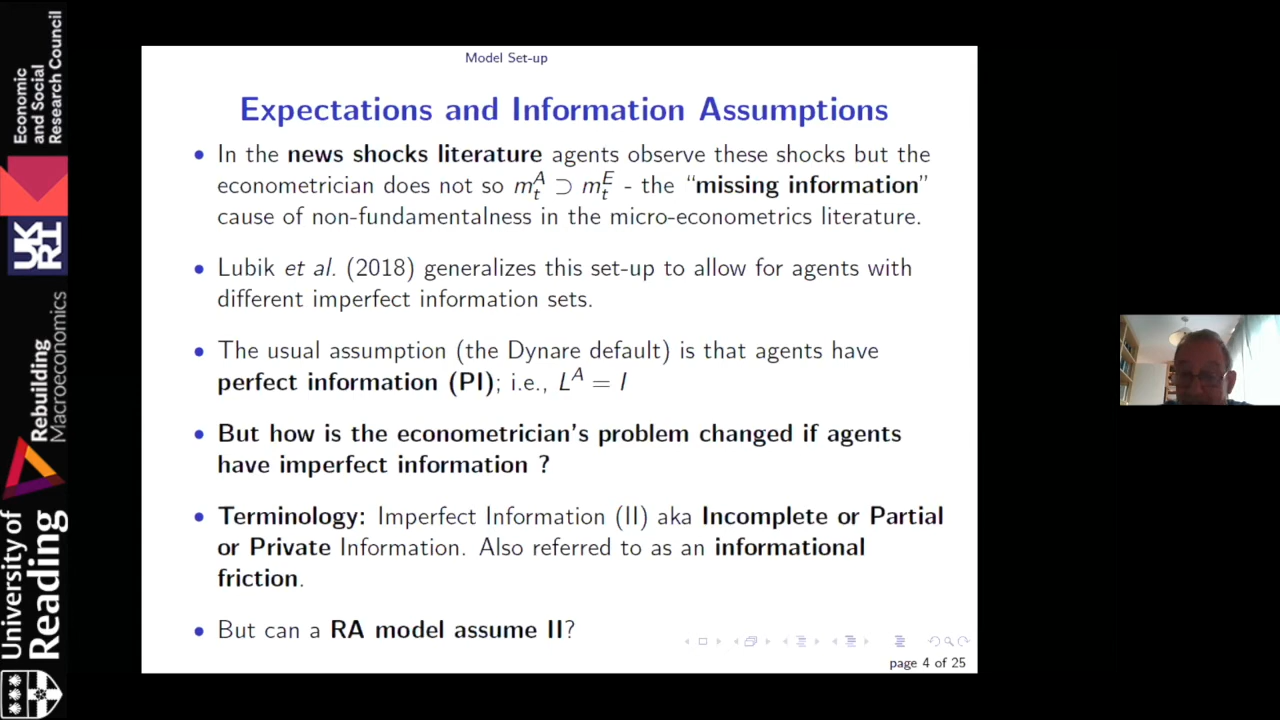 Model Set-up
Expectations and Information Assumptions
• In the news shocks literature agents observe these shocks but the
econometrician does not so m_t^A ⊃ m_t^E - the “missing information”
cause of non-fundamentalness in the micro-econometrics literature.
• Lubik et al. (2018) generalizes this set-up to allow for agents with
different imperfect information sets.
• The usual assumption (the Dynare default) is that agents have
perfect information (PI); i.e., L^A = I
• But how is the econometrician’s problem changed if agents
have imperfect information ?
• Terminology: Imperfect Information (II) aka Incomplete or Partial
or Private Information. Also referred to as an informational
friction.
• But can a RA model assume II?
page 4 of 25
Economic
and Social
Research Council
UK
RI
Rebuilding
Macroeconomics
University of
Reading